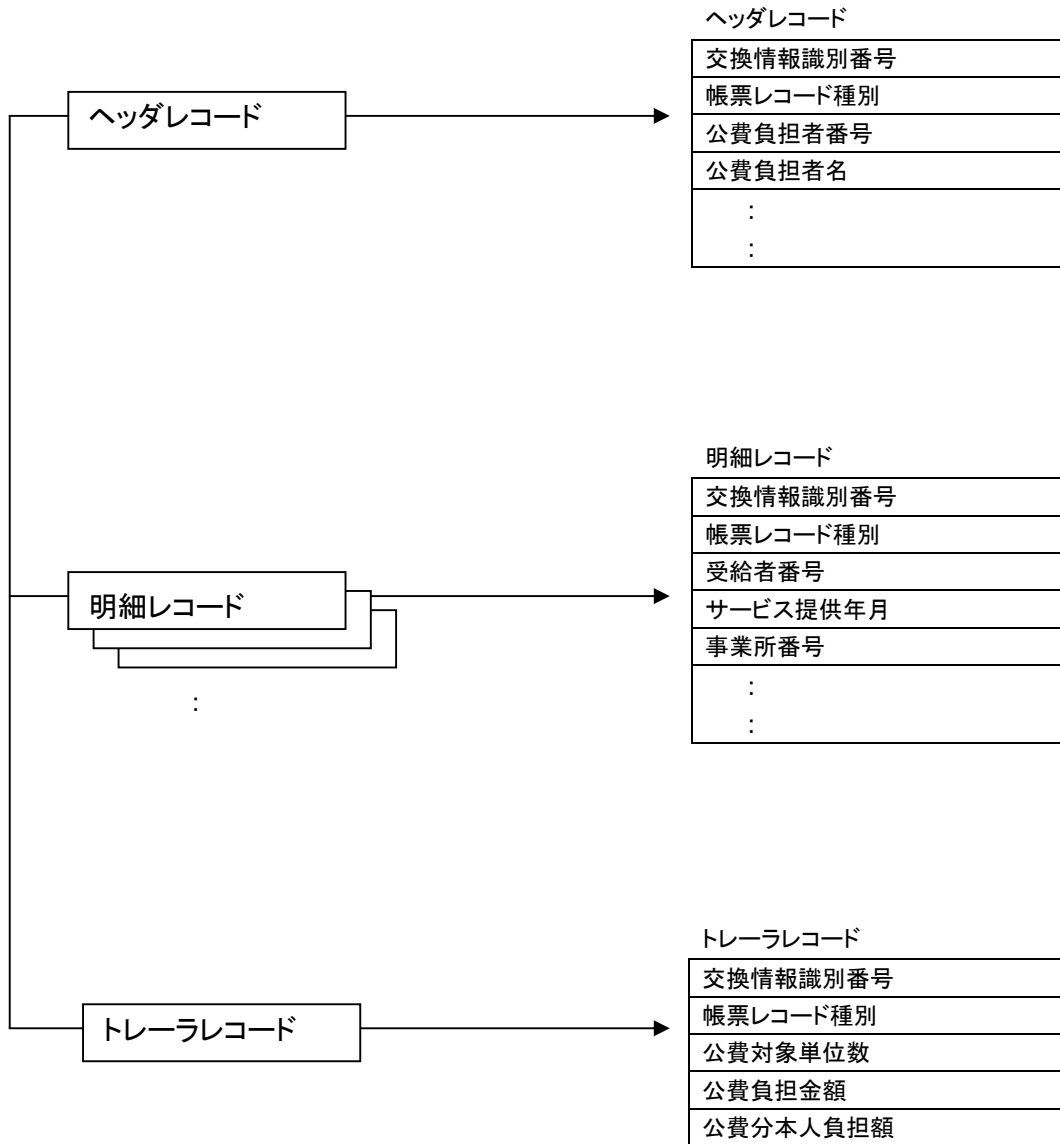 ヘッダレコード
ヘッダレコード
交換情報識別番号
帳票レコード種別
公費負担者番号
公費負担者名
:
:
明細レコード
:
明細レコード
交換情報識別番号
帳票レコード種別
受給者番号
サービス提供年月
事業所番号
:
:
トレーラレコード
トレーラレコード
交換情報識別番号
帳票レコード種別
公費対象単位数
公費負担金額
公費分本人負担額